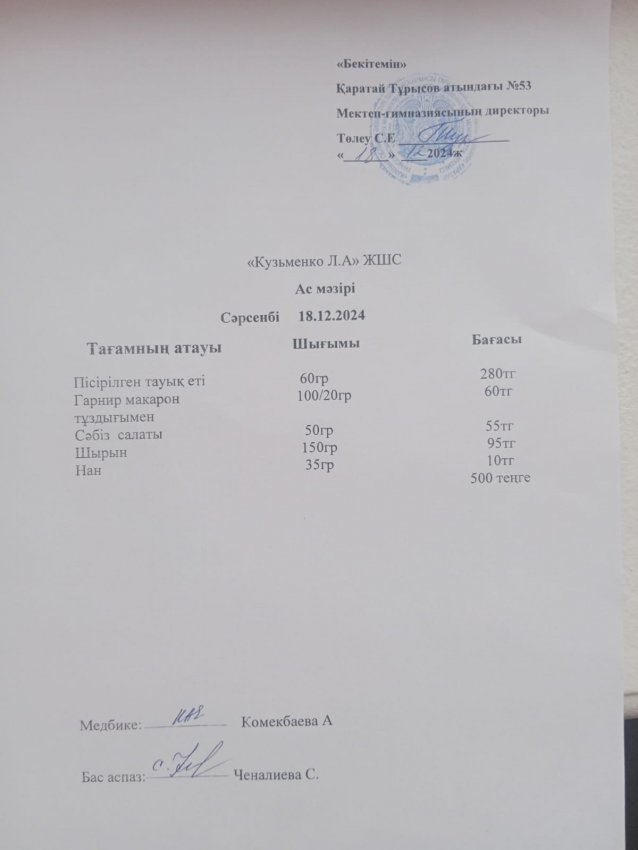 «Бекітемін»
Қаратай Тұрысов атындағы №53
Мектеп-гимназиясының директоры
Төлеу С.Е
« 18 » 12 2024ж
«Кузьменко Л.А» ЖШС
Ас мәзірі
Сәрсенбі 18.12.2024
Тағамның атауы Шығымы Бағасы
Пісірілген тауық еті 60гр 280тг
Гарнир макарон 100/20гр 60тг
тұздығымен
Сәбіз салаты 50гр 55тг
Шырын 150гр 95тг
Нан 35гр 10тг
500 теңге
Медбике: Комекбаева А
Бас аспаз: Ченалиева С.